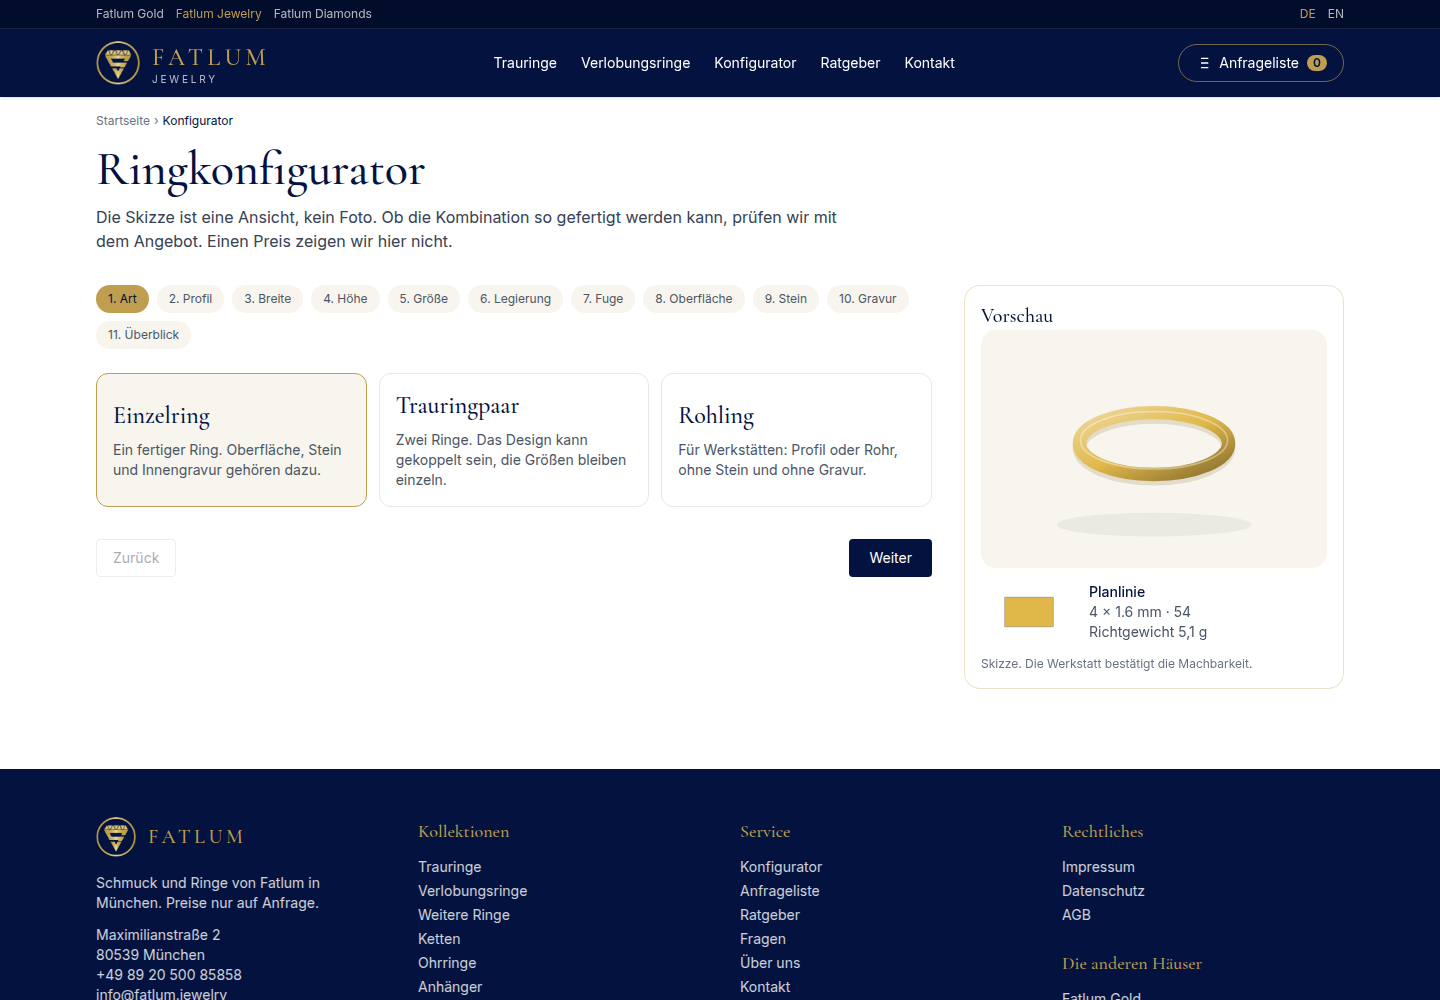 Fatlum Gold Fatlum Jewelry Fatlum Diamonds DE EN
FATLUM
JEWELRY
Trauringe Verlobungsringe Konfigurator Ratgeber Kontakt
Anfrageliste 0
Startseite › Konfigurator
Ringkonfigurator
Die Skizze ist eine Ansicht, kein Foto. Ob die Kombination so gefertigt werden kann, prüfen wir mit
dem Angebot. Einen Preis zeigen wir hier nicht.
1. Art 2. Profil 3. Breite 4. Höhe 5. Größe 6. Legierung 7. Fuge 8. Oberfläche 9. Stein 10. Gravur
11. Überblick
Einzelring
Ein fertiger Ring. Oberfläche, Stein
und Innengravur gehören dazu.
Trauringpaar
Zwei Ringe. Das Design kann
gekoppelt sein, die Größen bleiben
einzeln.
Rohling
Für Werkstätten: Profil oder Rohr,
ohne Stein und ohne Gravur.
Zurück
Weiter
Vorschau
Planlinie
4 × 1.6 mm · 54
Richtgewicht 5,1 g
Skizze. Die Werkstatt bestätigt die Machbarkeit.
FATLUM
Schmuck und Ringe von Fatlum in
München. Preise nur auf Anfrage.
Maximilianstraße 2
80539 München
+49 89 20 500 85858
info@fatlum.jewelry
Kollektionen
Trauringe
Verlobungsringe
Weitere Ringe
Ketten
Ohrringe
Anhänger
Service
Konfigurator
Anfrageliste
Ratgeber
Fragen
Über uns
Kontakt
Rechtliches
Impressum
Datenschutz
AGB
Die anderen Häuser
Fatlum Gold